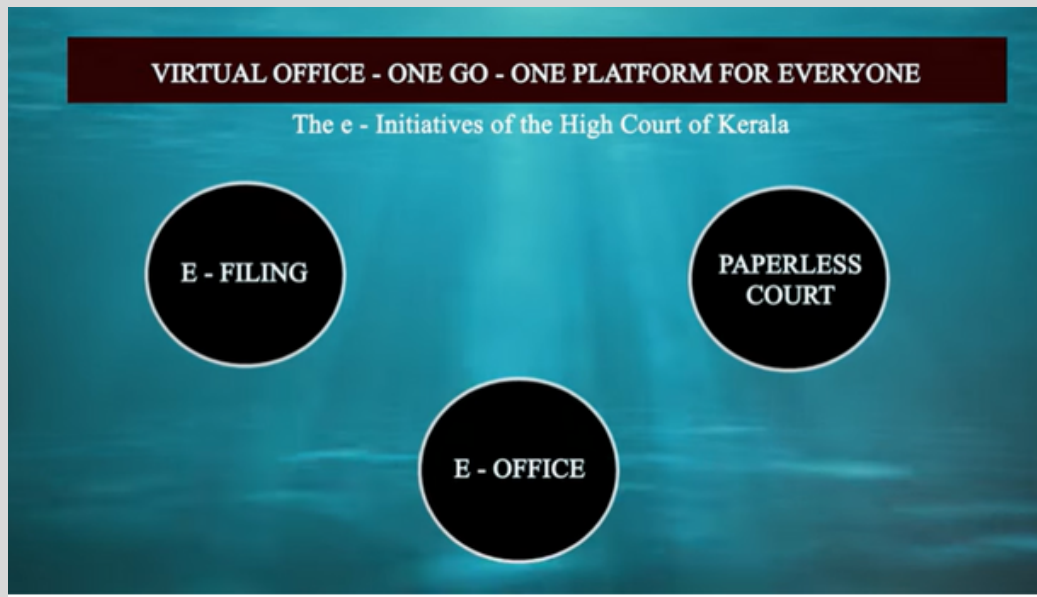 VIRTUAL OFFICE - ONE GO - ONE PLATFORM FOR EVERYONE
The e - Initiatives of the High Court of Kerala
E - FILING
PAPERLESS
COURT
E - OFFICE